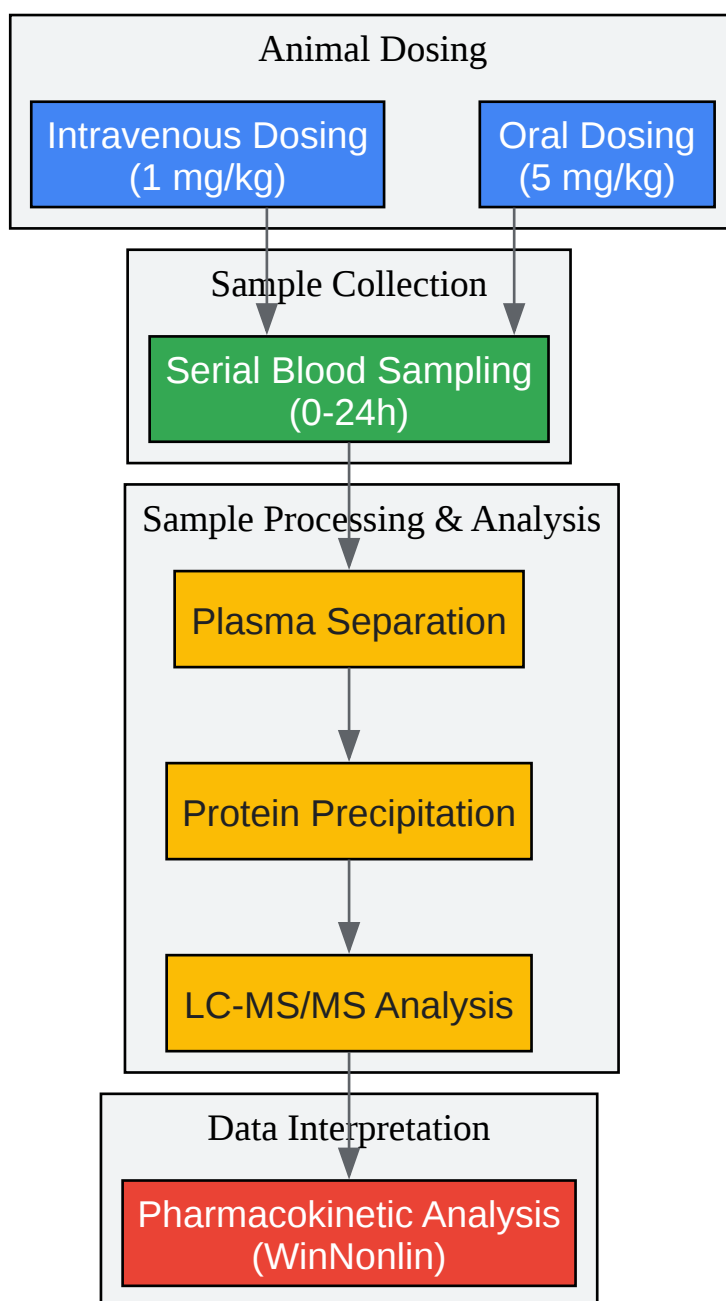 Animal Dosing
Intravenous Dosing
(1 mg/kg)
Oral Dosing
(5 mg/kg)
Sample Collection
Serial Blood Sampling
(0-24h)
Sample Processing & Analysis
Plasma Separation
Protein Precipitation
LC-MS/MS Analysis
Data Interpretation
Pharmacokinetic Analysis
(WinNonlin)